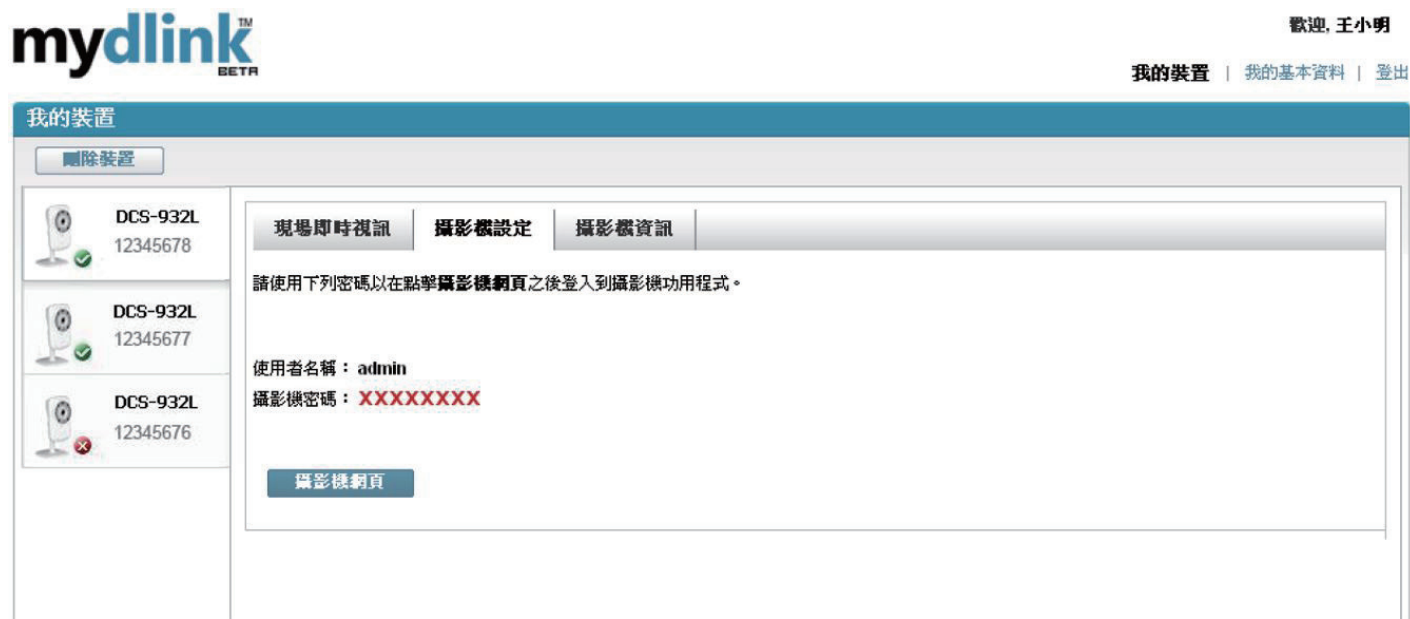 mydlink™
BETA
歡迎, 王小明
我的裝置 | 我的基本資料 | 登出
我的裝置
刪除裝置
DCS-932L
12345678
DCS-932L
12345677
DCS-932L
12345676
現場即時視訊 攝影機設定 攝影機資訊
請使用下列密碼以在點擊攝影機網頁之後登入到攝影機功用程式。
使用者名稱： admin
攝影機密碼： XXXXXXXX
攝影機網頁